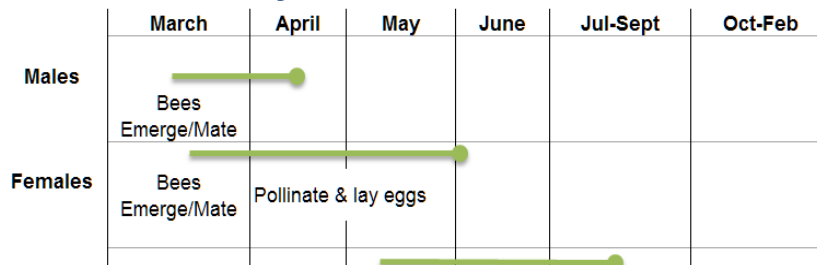 March April May June Jul-Sept Oct-Feb
Males
Bees
Emerge/Mate
Females
Bees
Emerge/Mate
Pollinate & lay eggs